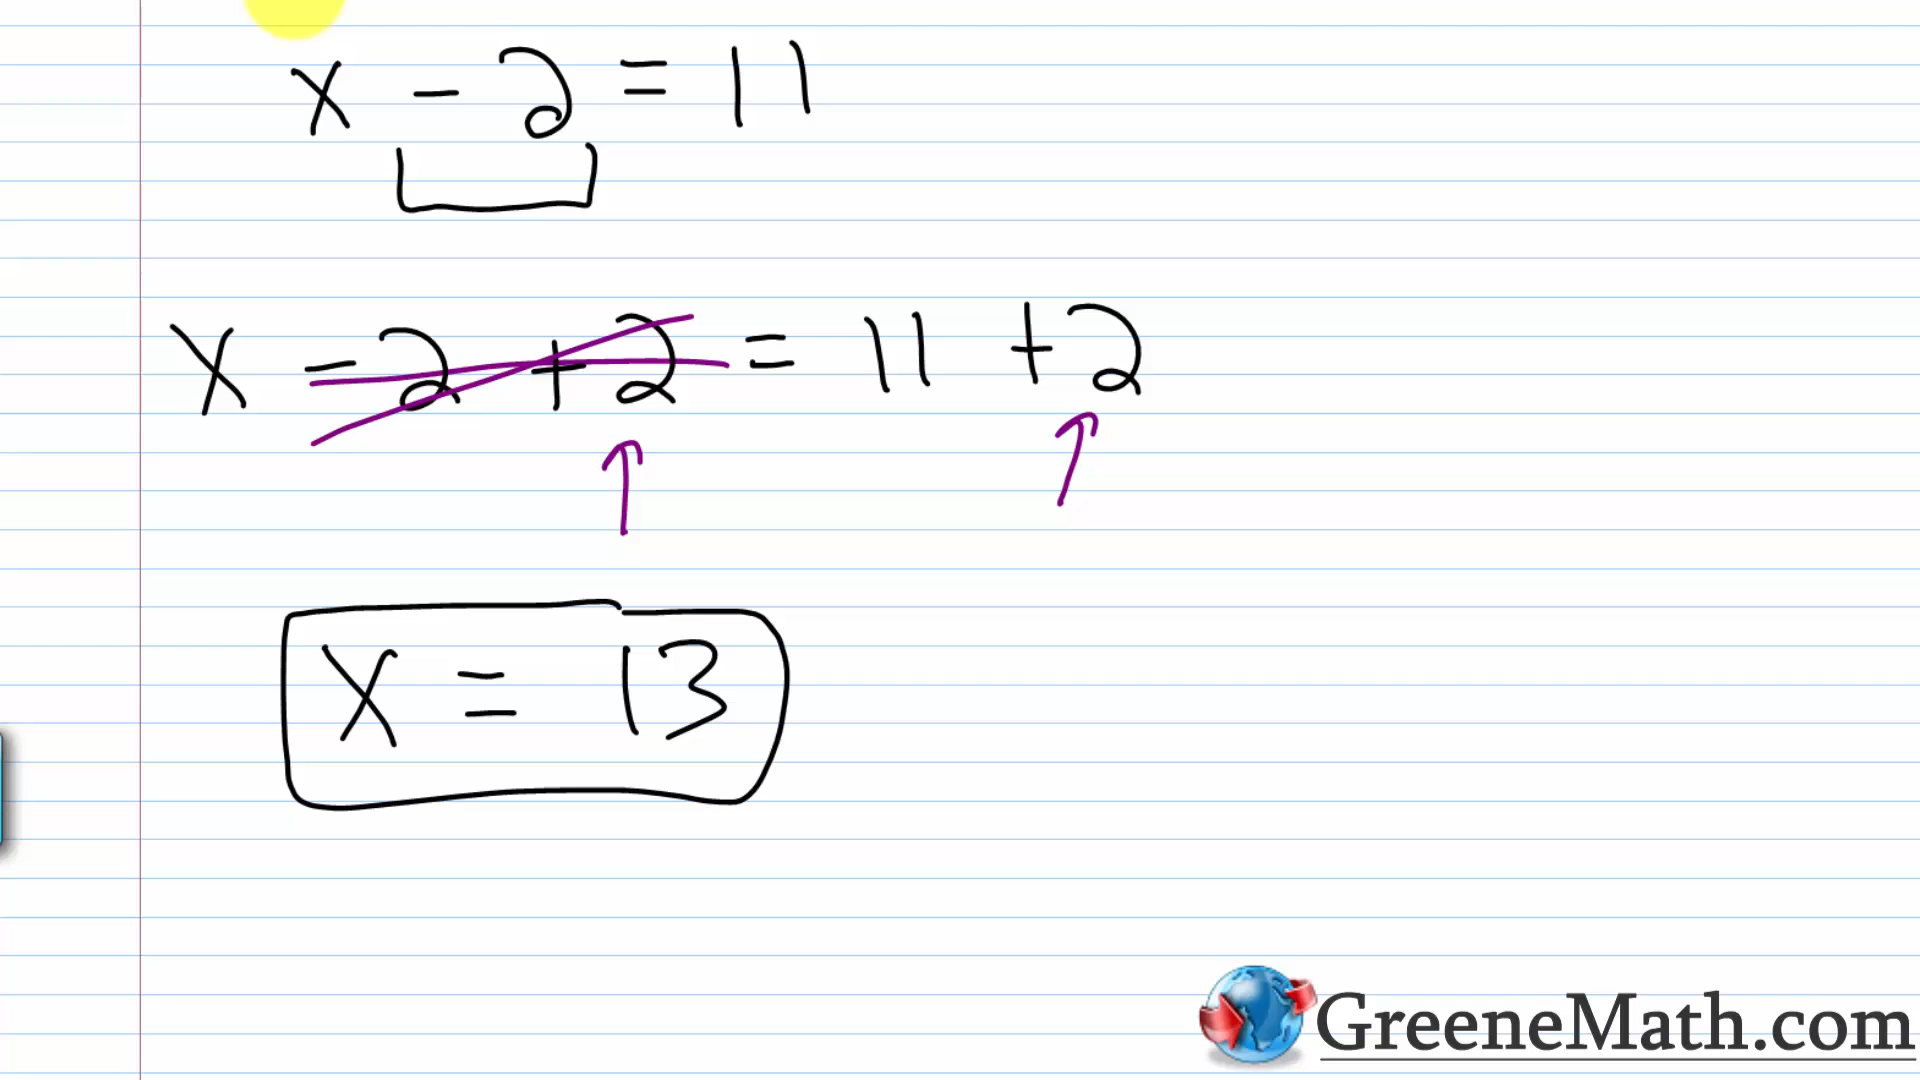 x - 2 = 11
x - 2 + 2 = 11 + 2
x = 13
GreeneMath.com